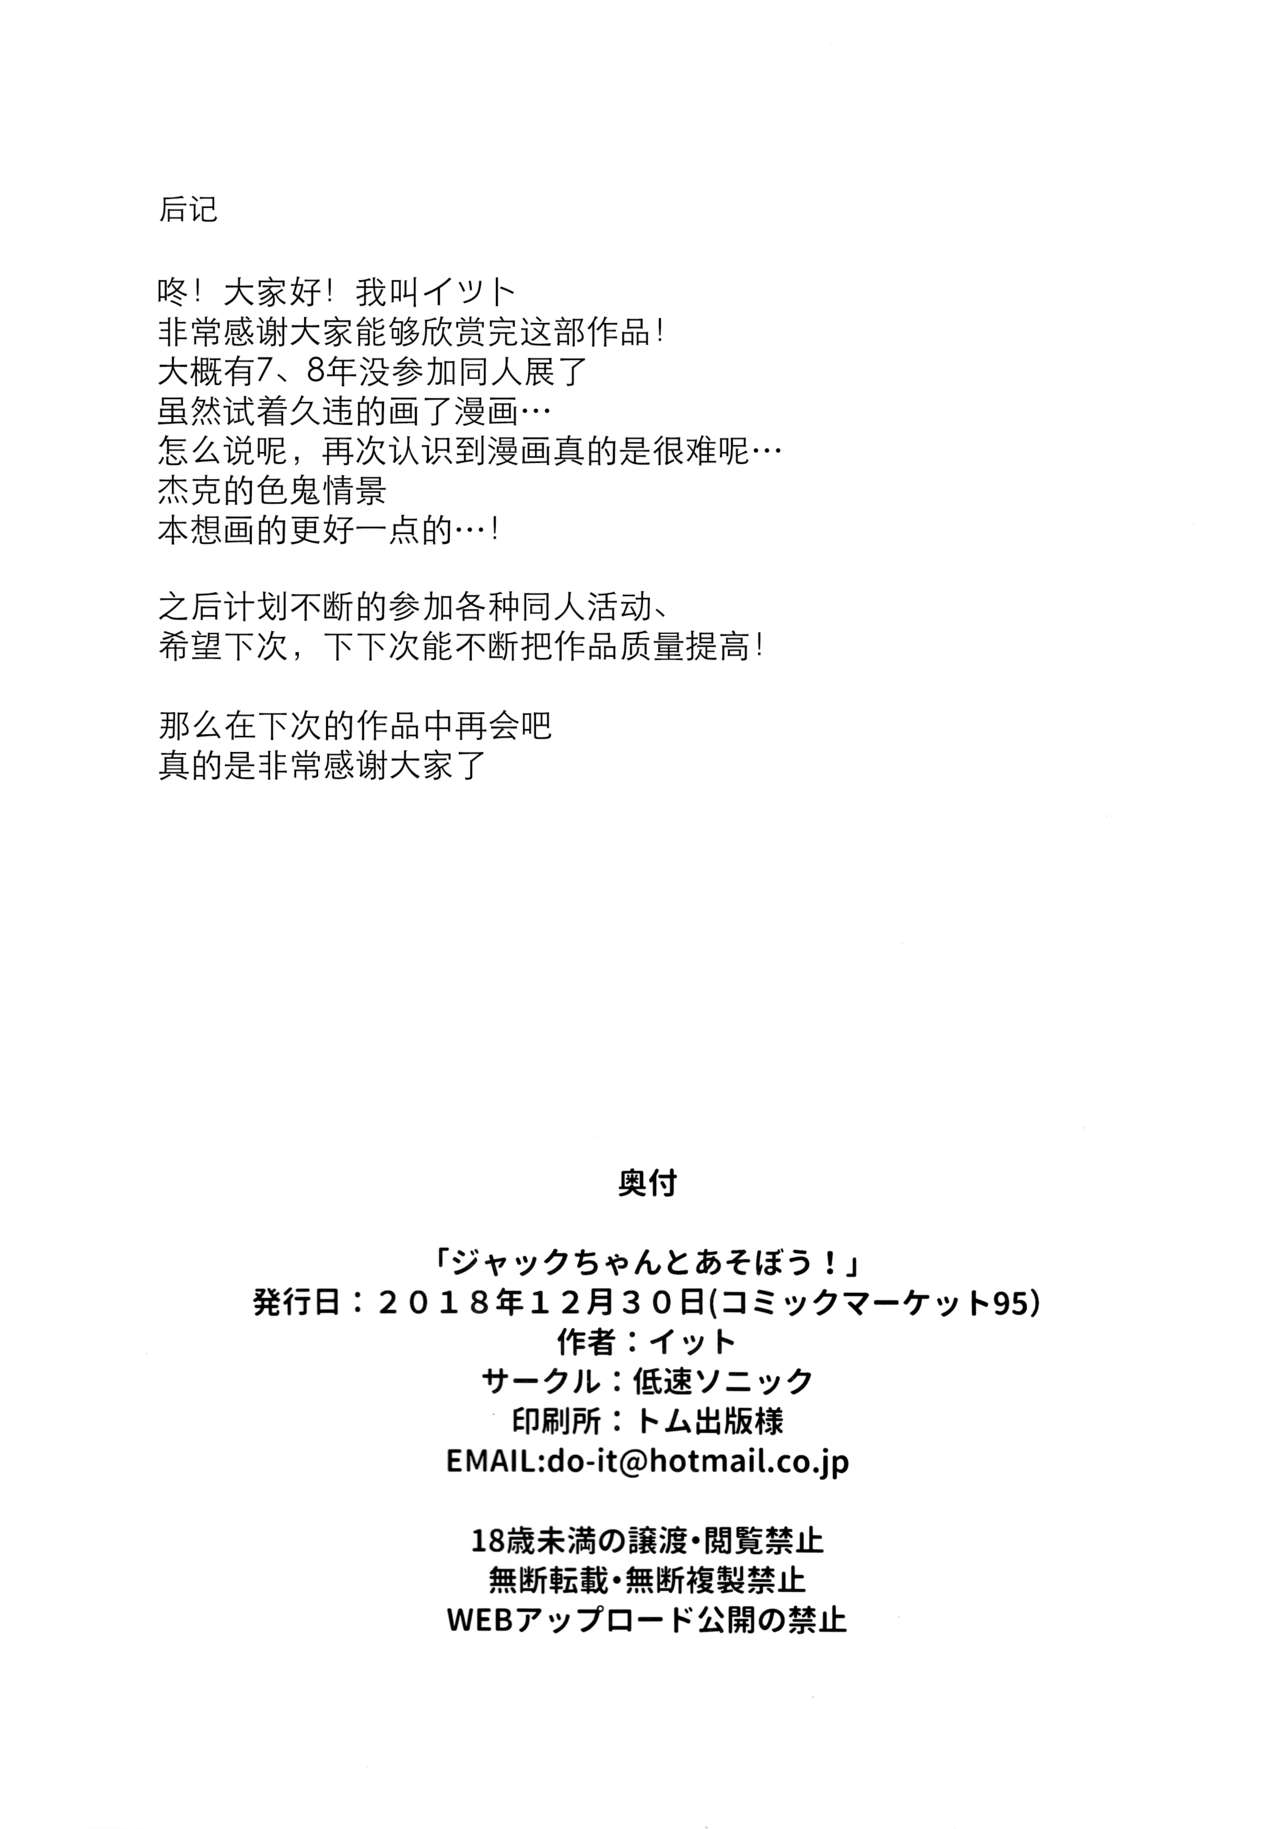 后记
咚！大家好！我叫イット
非常感谢大家能够欣赏完这部作品！
大概有7、8年没参加同人展了
虽然试着久违的画了漫画…
怎么说呢，再次认识到漫画真的是很难呢…
杰克的色鬼情景
本想画的更好一点的…！
之后计划不断的参加各种同人活动、
希望下次，下下次能不断把作品质量提高！
那么在下次的作品中再会吧
真的是非常感谢大家了
奥付
「ジャックちゃんとあそぼう！」
発行日：２０１８年１２月３０日(コミックマーケット95)
作者：イット
サークル：低速ソニック
印刷所：トム出版様
EMAIL:do-it@hotmail.co.jp
18歳未満の譲渡・閲覧禁止
無断転載・無断複製禁止
WEBアップロード公開の禁止